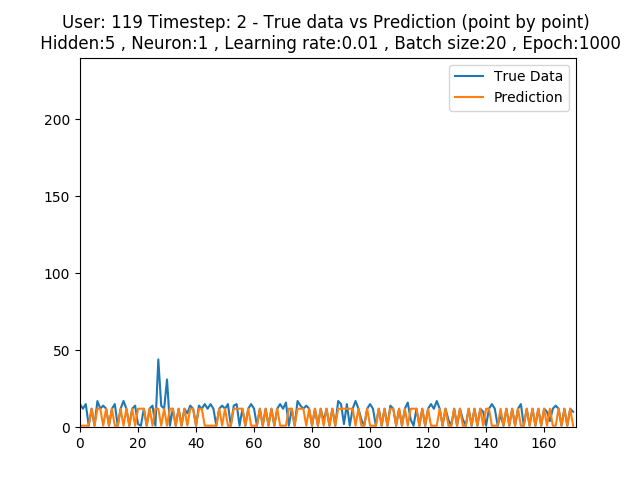 User: 119 Timestep: 2 - True data vs Prediction (point by point)
Hidden:5 , Neuron:1 , Learning rate:0.01 , Batch size:20 , Epoch:1000
True Data
Prediction
200
150
100
50
0
0 20 40 60 80 100 120 140 160